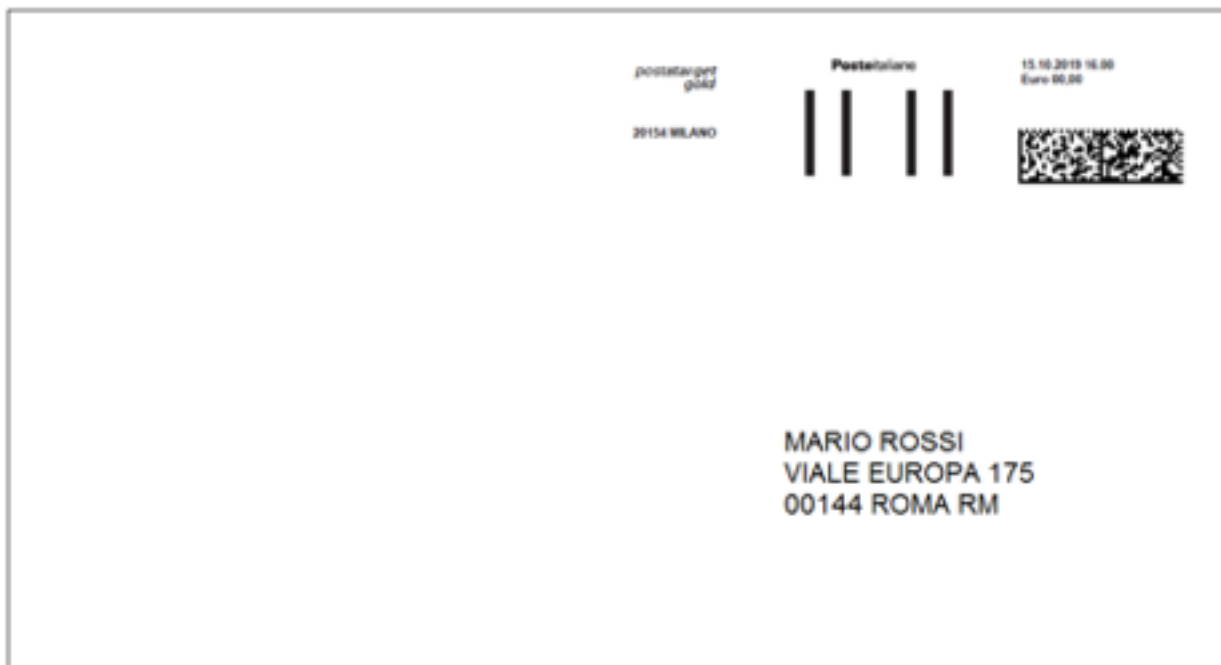 postatarget
gold
20154 MILANO
Posteitaliane
15.10.2019 16.00
Euro 00,00
MARIO ROSSI
VIALE EUROPA 175
00144 ROMA RM